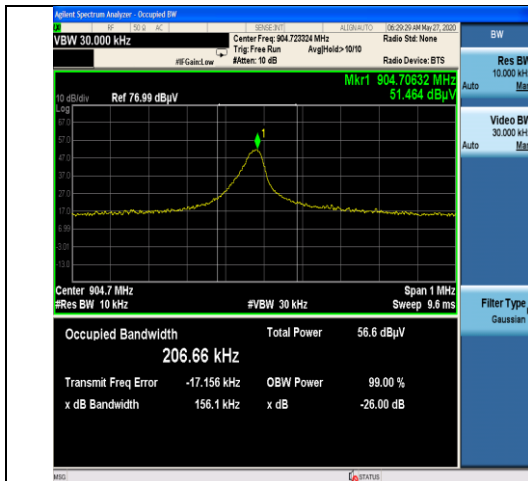 Agilent Spectrum Analyzer - Occupied BW
RF 50 Ω AC SENSE:INT ALIGNAUTO 06:29:29 AM May 27, 2020
VBW 30.000 kHz
Center Freq: 904.723324 MHz
Radio Std: None
Trig: Free Run Avg|Hold:> 10/10
#IFGain:Low #Atten: 10 dB Radio Device: BTS
Mkr1 904.70632 MHz
51.464 dBµV
10 dB/div Ref 76.99 dBµV
Log
67.0
57.0
47.0
37.0
27.0
17.0
6.99
-3.01
-13.0
1
Center 904.7 MHz Span 1 MHz
#Res BW 10 kHz #VBW 30 kHz Sweep 9.6 ms
Occupied Bandwidth Total Power 56.6 dBµV
206.66 kHz
Transmit Freq Error -17.156 kHz OBW Power 99.00 %
x dB Bandwidth 156.1 kHz x dB -26.00 dB
MSG STATUS
BW
Res BW
10.000 kH
Auto Ma
Video BW
30.000 kH
Auto Ma
Filter Type
Gaussian